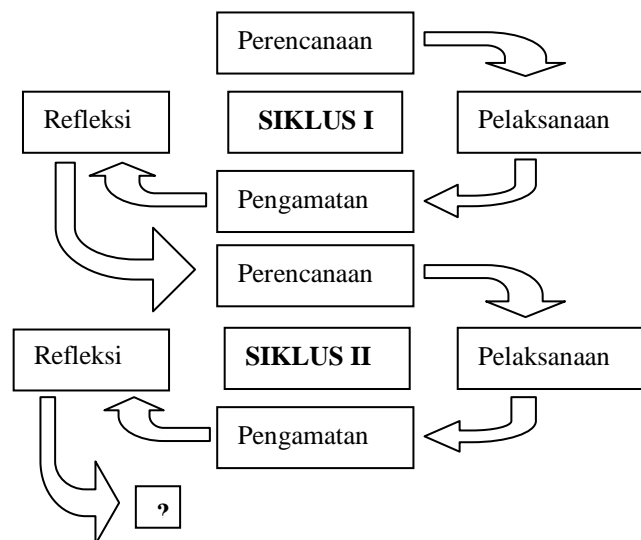 Perencanaan
Refleksi
SIKLUS I
Pelaksanaan
Pengamatan
Perencanaan
Refleksi
SIKLUS II
Pelaksanaan
Pengamatan
?